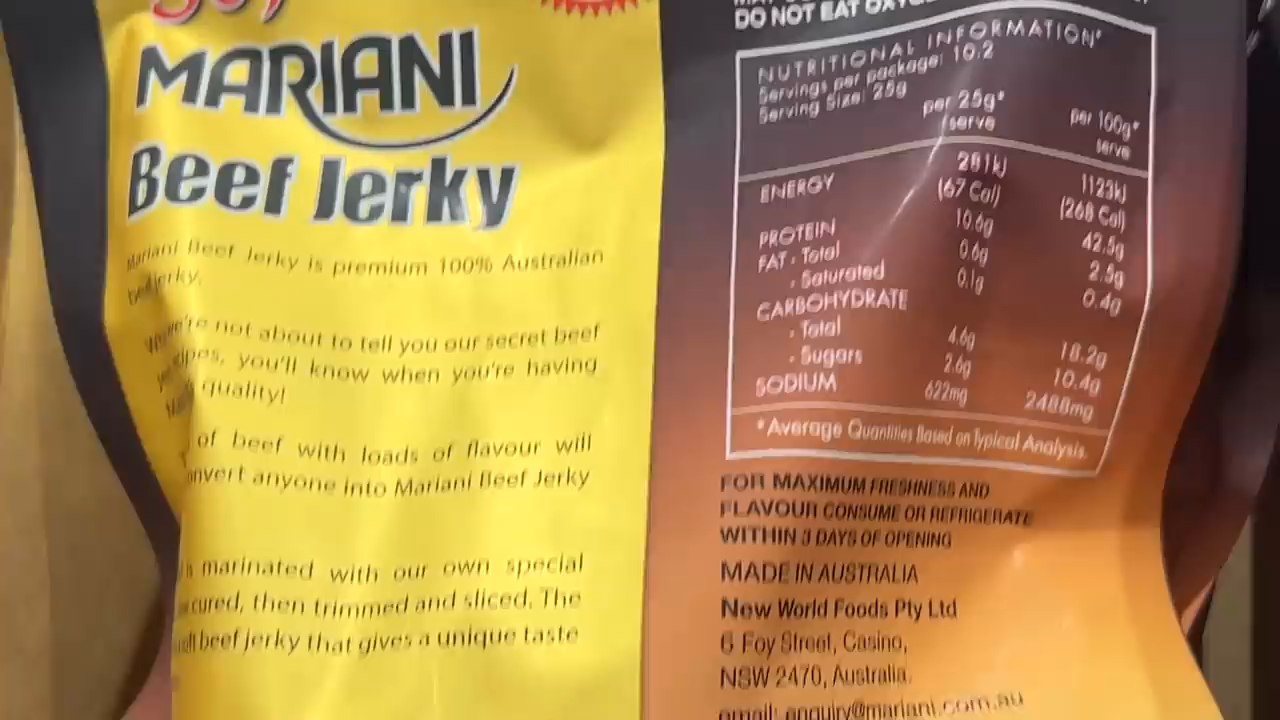 MARIANI
Beef Jerky
Mariani Beef Jerky is premium 100% Australian
beef jerky.
We're not about to tell you our secret beef
you'll know when you're having
quality!
of beef with loads of flavour will
convert anyone into Mariani Beef Jerky
is marinated with our own special
cured, then trimmed and sliced. The
beef jerky that gives a unique taste
DO NOT EAT
NUTRITIONAL INFORMATION*
Servings per package: 10.2
Serving Size: 25g
per 25g* per 100g*
serve serve
ENERGY 281kJ 1123kJ
(67 Cal) (268 Cal)
PROTEIN 10.6g 42.5g
FAT - Total 0.6g 2.5g
- Saturated 0.1g 0.4g
CARBOHYDRATE
- Total 4.6g 18.2g
- Sugars 2.6g 10.4g
SODIUM 622mg 2488mg
*Average Quantities Based on Typical Analysis.
FOR MAXIMUM FRESHNESS AND
FLAVOUR CONSUME OR REFRIGERATE
WITHIN 3 DAYS OF OPENING
MADE IN AUSTRALIA
New World Foods Pty Ltd
6 Foy Street, Casino,
NSW 2470, Australia.
email: enquiry@mariani.com.au